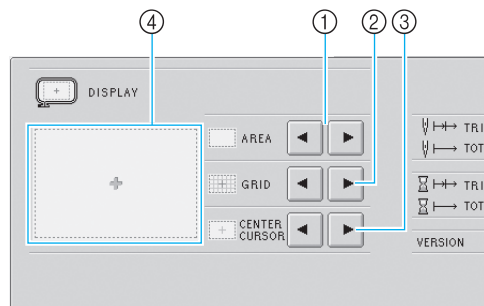 ④ ① ② ③
DISPLAY
AREA
GRID
CENTER
CURSOR
TRI
TOT
TRI
TOT
VERSION